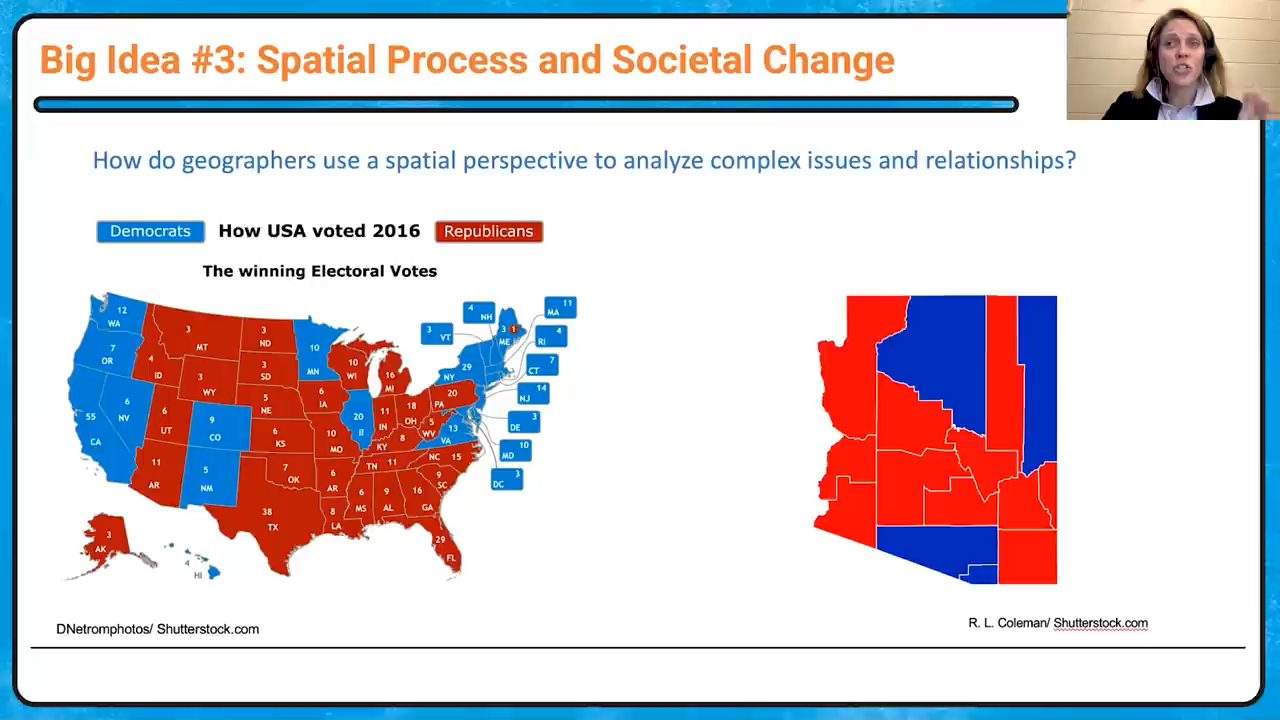 Big Idea #3: Spatial Process and Societal Change
How do geographers use a spatial perspective to analyze complex issues and relationships?
Democrats
How USA voted 2016
Republicans
The winning Electoral Votes
12
WA
7
OR
55
CA
6
NV
4
ID
3
MT
3
WY
6
UT
9
CO
11
AR
5
NM
3
ND
3
SD
5
NE
6
KS
7
OK
38
TX
10
MN
6
IA
10
MO
6
AR
8
LA
10
WI
20
Il
16
MI
11
IN
18
OH
8
KY
TN
11
6
MS
9
AL
16
GA
29
FL
9
SC
NC
15
13
VA
5
WV
20
PA
29
NY
3
VT
4
NH
3
1
ME
11
MA
4
RI
7
CT
14
NJ
3
DE
10
MD
3
DC
3
AK
4
HI
DNetromphotos/ Shutterstock.com
R. L. Coleman/ Shutterstock.com